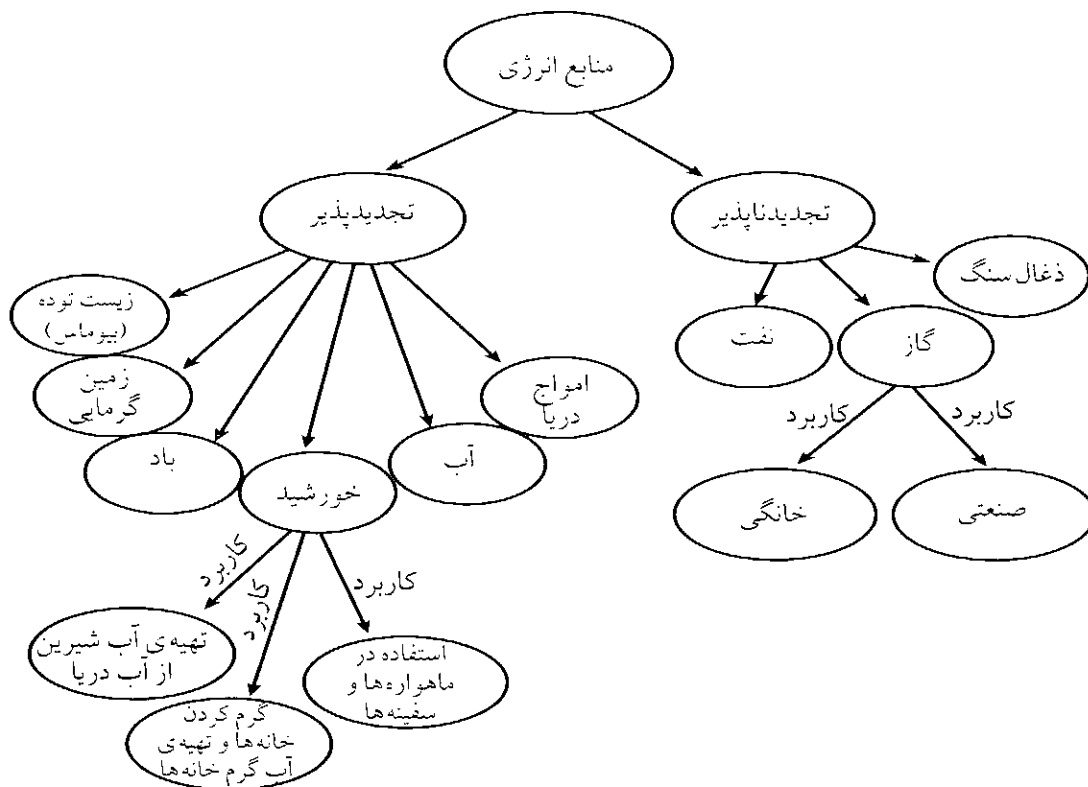 منابع انرژی
تجدیدناپذیر
تجدیدپذیر
ذغال سنگ
گاز
نفت
کاربرد
کاربرد
صنعتی
خانگی
امواج
دریا
آب
خورشید
باد
زمین
گرمایی
زیست توده
(بیوماس)
کاربرد
کاربرد
کاربرد
استفاده در
ماهواره‌ها و
سفینه‌ها
گرم کردن
خانه‌ها و تهیه‌ی
آب گرم خانه‌ها
تهیه‌ی آب شیرین
از آب دریا